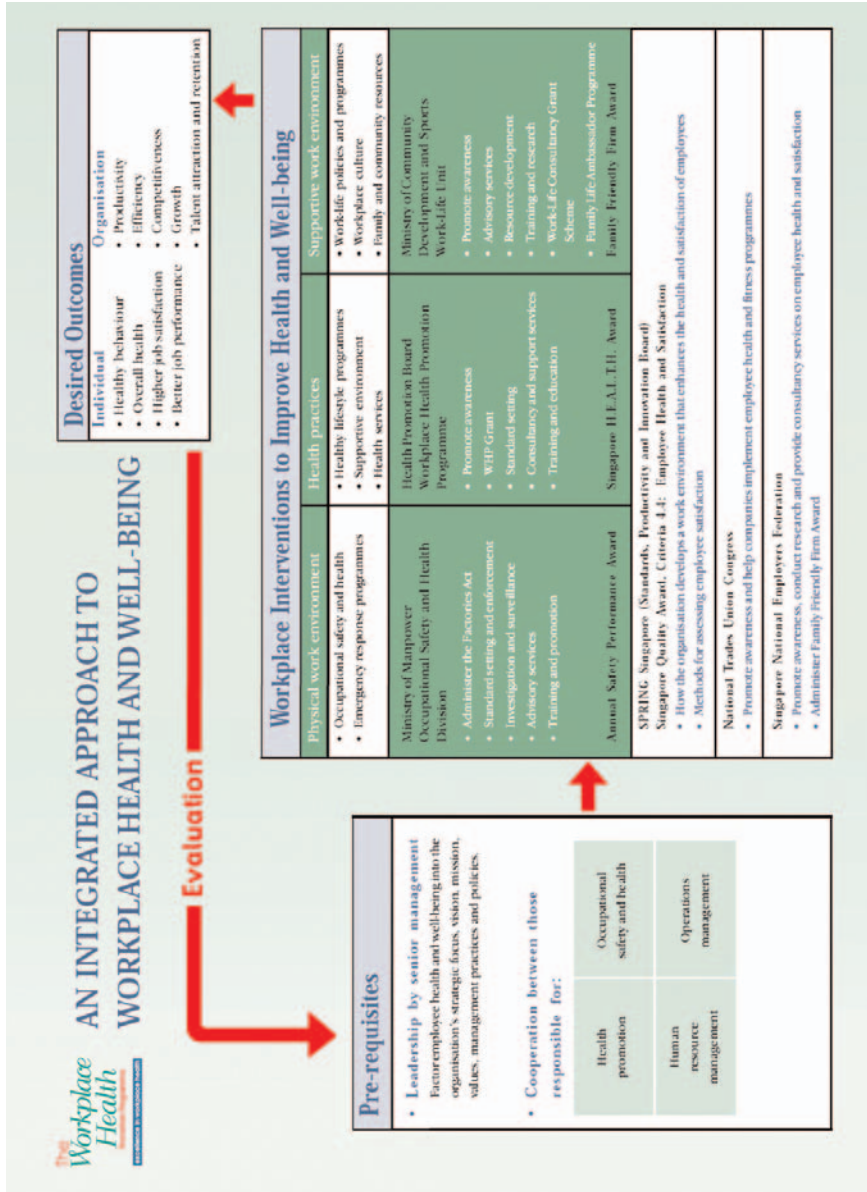 The
Workplace
Health
excellence in workplace health
AN INTEGRATED APPROACH TO
WORKPLACE HEALTH AND WELL-BEING
Evaluation
Pre-requisites
• Leadership by senior management
Factor employee health and well-being into the
organisation's strategic focus, vision, mission,
values, management practices and policies.
• Cooperation between those
responsible for:
Health
promotion
Occupational
safety and health
Human
resource
management
Operations
management
Desired Outcomes
Individual
• Healthy behaviour
• Overall health
• Higher job satisfaction
• Better job performance
Organisation
• Productivity
• Efficiency
• Competitiveness
• Growth
• Talent attraction and retention
Workplace Interventions to Improve Health and Well-being
Physical work environment
• Occupational safety and health
• Emergency response programmes
Ministry of Manpower
Occupational Safety and Health
Division
• Administer the Factories Act
• Standard setting and enforcement
• Investigation and surveillance
• Advisory services
• Training and promotion
Annual Safety Performance Award
Health practices
• Healthy lifestyle programmes
• Supportive environment
• Health services
Health Promotion Board
Workplace Health Promotion
Programme
• Promote awareness
• WHP Grant
• Standard setting
• Consultancy and support services
• Training and education
Singapore H.E.A.L.T.H. Award
Supportive work environment
• Work-life policies and programmes
• Workplace culture
• Family and community resources
Ministry of Community
Development and Sports
Work-Life Unit
• Promote awareness
• Advisory services
• Resource development
• Training and research
• Work-Life Consultancy Grant
Scheme
• Family Life Ambassador Programme
Family Friendly Firm Award
SPRING Singapore (Standards, Productivity and Innovation Board)
Singapore Quality Award, Criteria 4.4: Employee Health and Satisfaction
• How the organisation develops a work environment that enhances the health and satisfaction of employees
• Methods for assessing employee satisfaction
National Trades Union Congress
• Promote awareness and help companies implement employee health and fitness programmes
Singapore National Employers Federation
• Promote awareness, conduct research and provide consultancy services on employee health and satisfaction
• Administer Family Friendly Firm Award